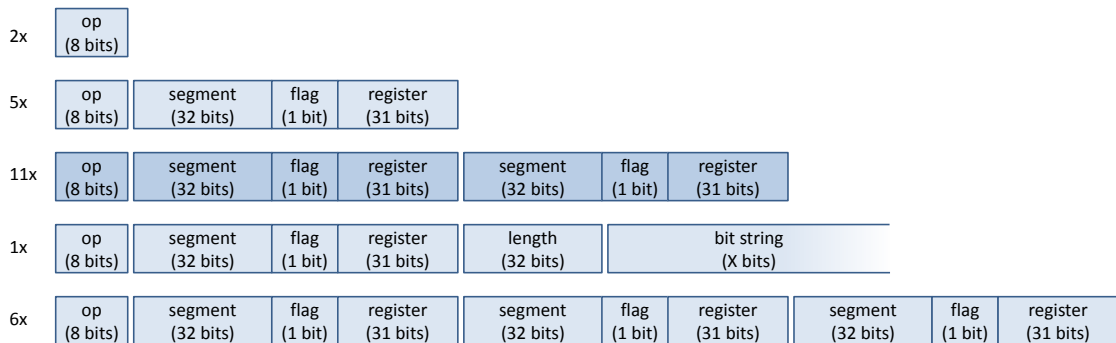 2x op
(8 bits)
5x op segment flag register
(8 bits) (32 bits) (1 bit) (31 bits)
11x op segment flag register segment flag register
(8 bits) (32 bits) (1 bit) (31 bits) (32 bits) (1 bit) (31 bits)
1x op segment flag register length bit string
(8 bits) (32 bits) (1 bit) (31 bits) (32 bits) (X bits)
6x op segment flag register segment flag register segment flag register
(8 bits) (32 bits) (1 bit) (31 bits) (32 bits) (1 bit) (31 bits) (32 bits) (1 bit) (31 bits)